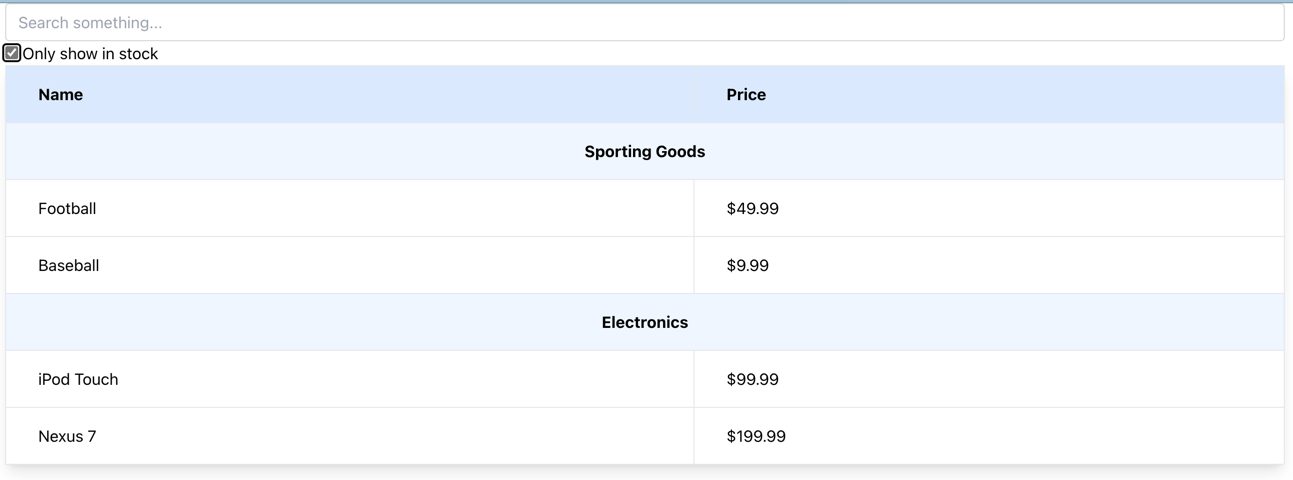 Search something...
Only show in stock
Name Price
Sporting Goods
Football $49.99
Baseball $9.99
Electronics
iPod Touch $99.99
Nexus 7 $199.99